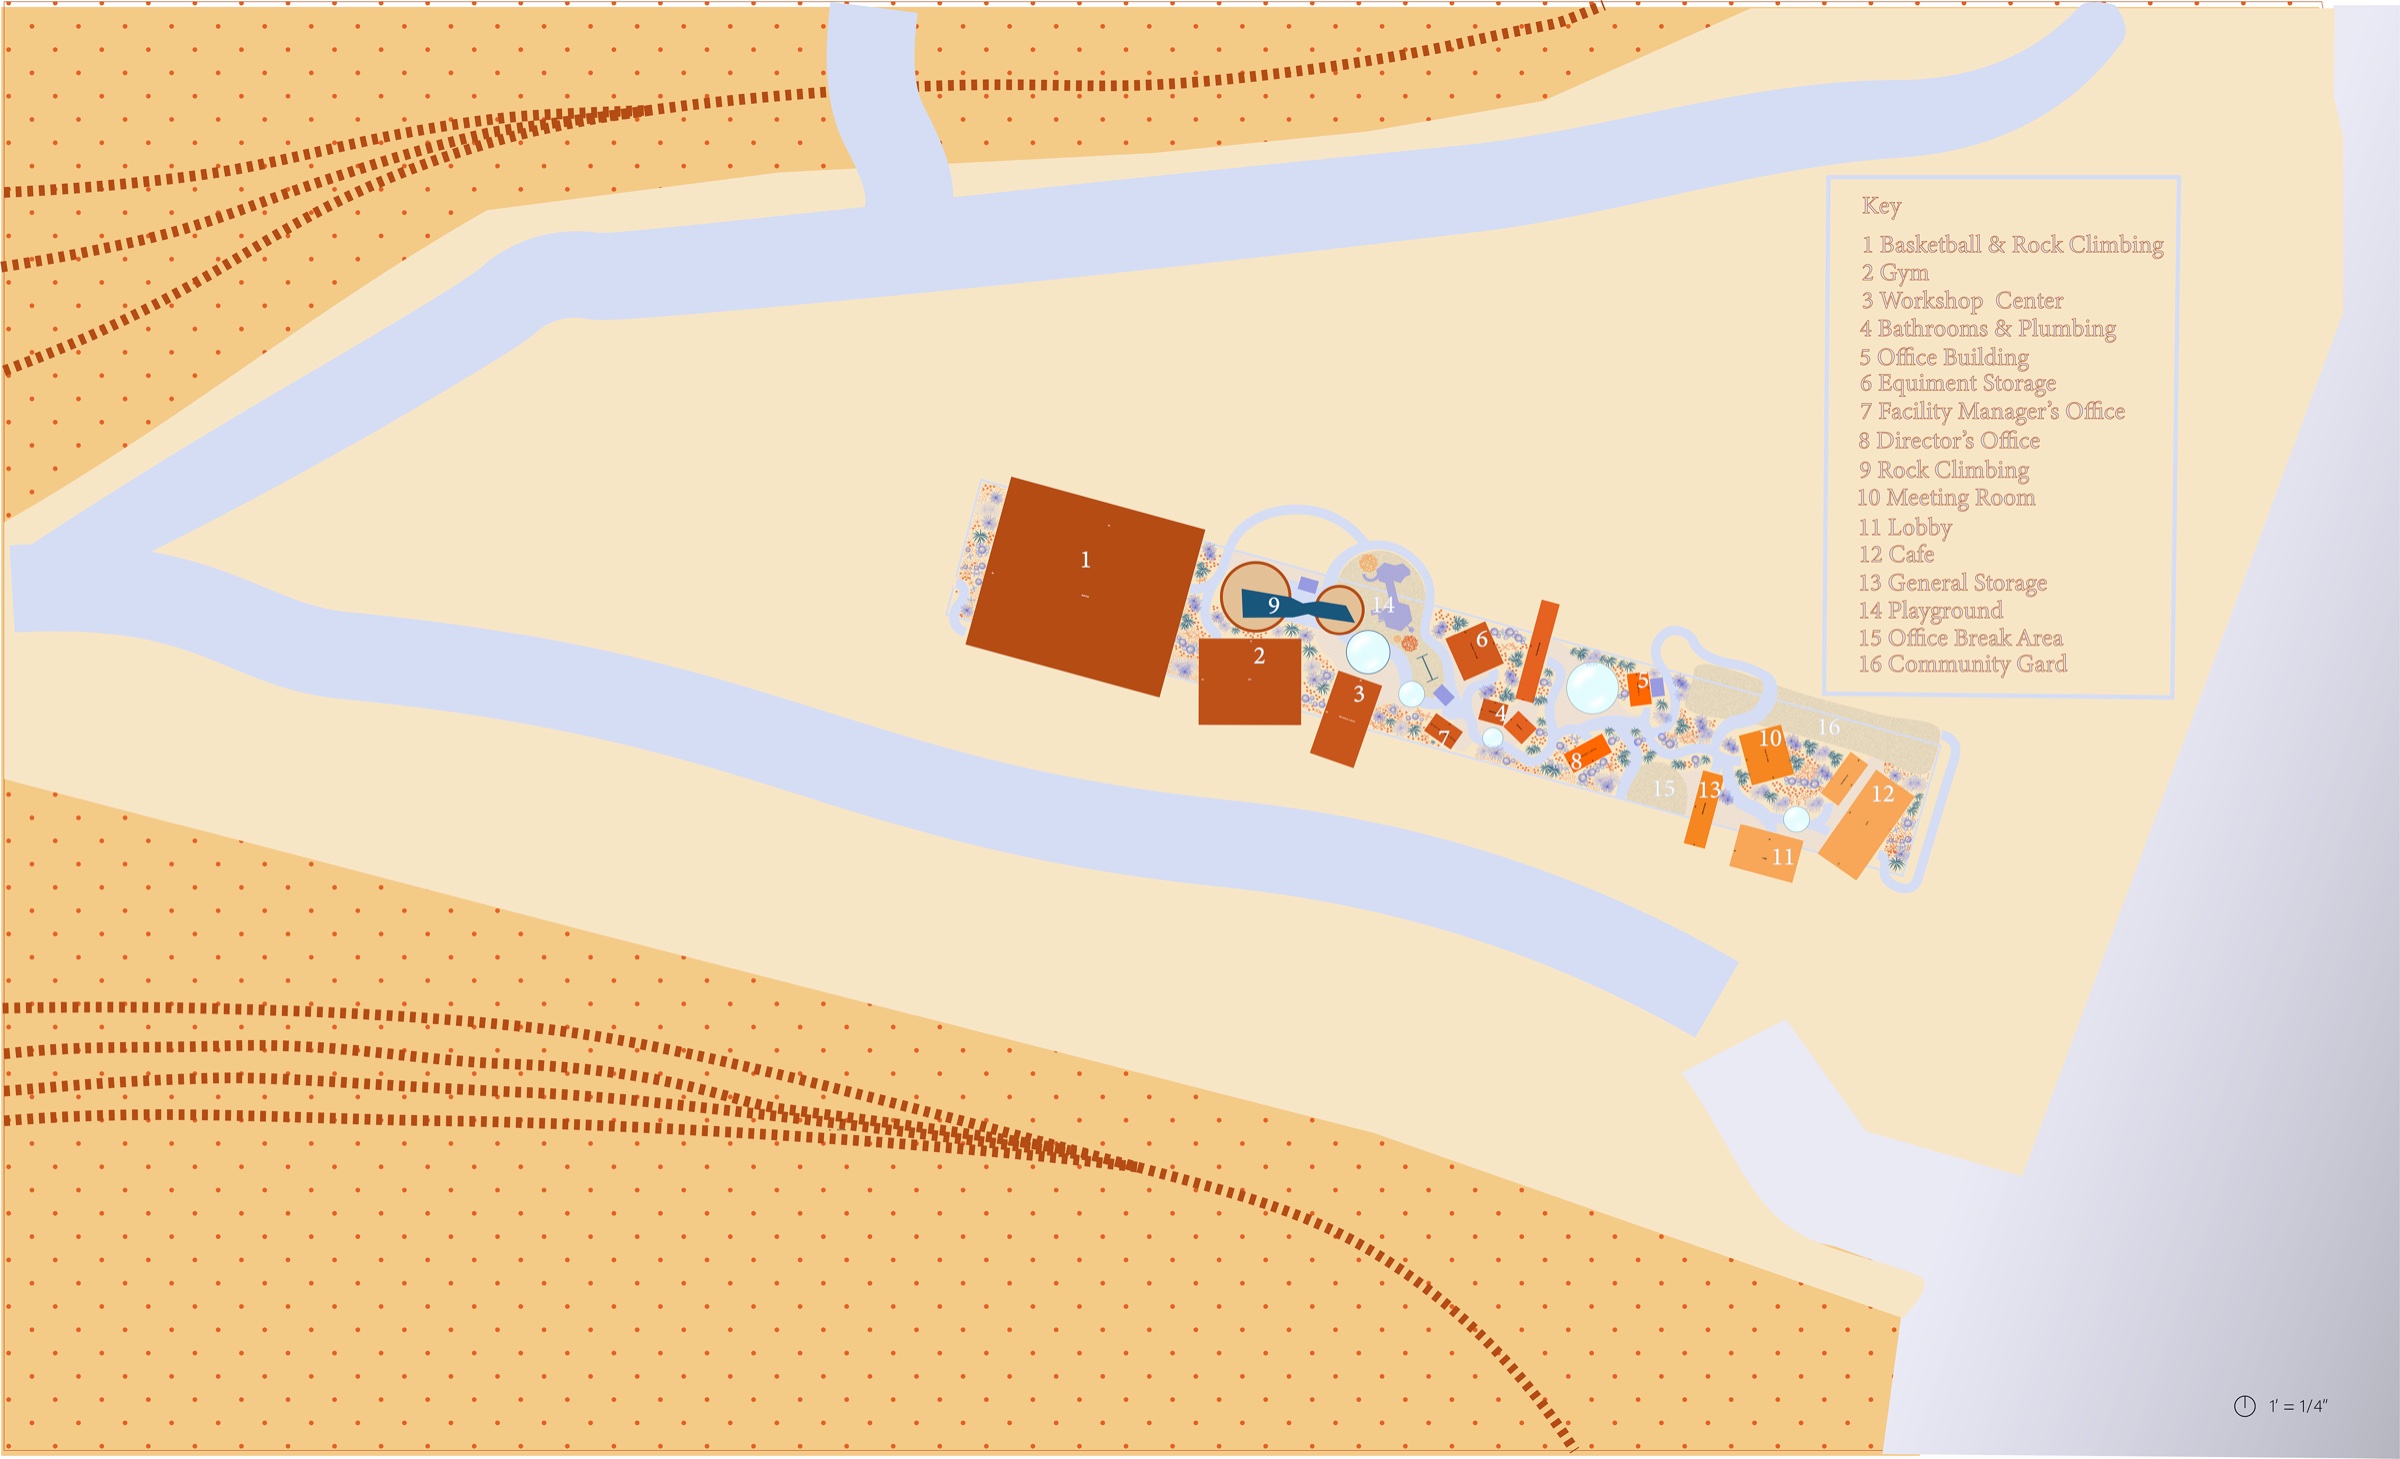 Key
1 Basketball & Rock Climbing
2 Gym
3 Workshop Center
4 Bathrooms & Plumbing
5 Office Building
6 Equiment Storage
7 Facility Manager's Office
8 Director's Office
9 Rock Climbing
10 Meeting Room
11 Lobby
12 Cafe
13 General Storage
14 Playground
15 Office Break Area
16 Community Gard
1
9
14
2
6
3
5
4
7
8
16
10
15
13
12
11
1' = 1/4"